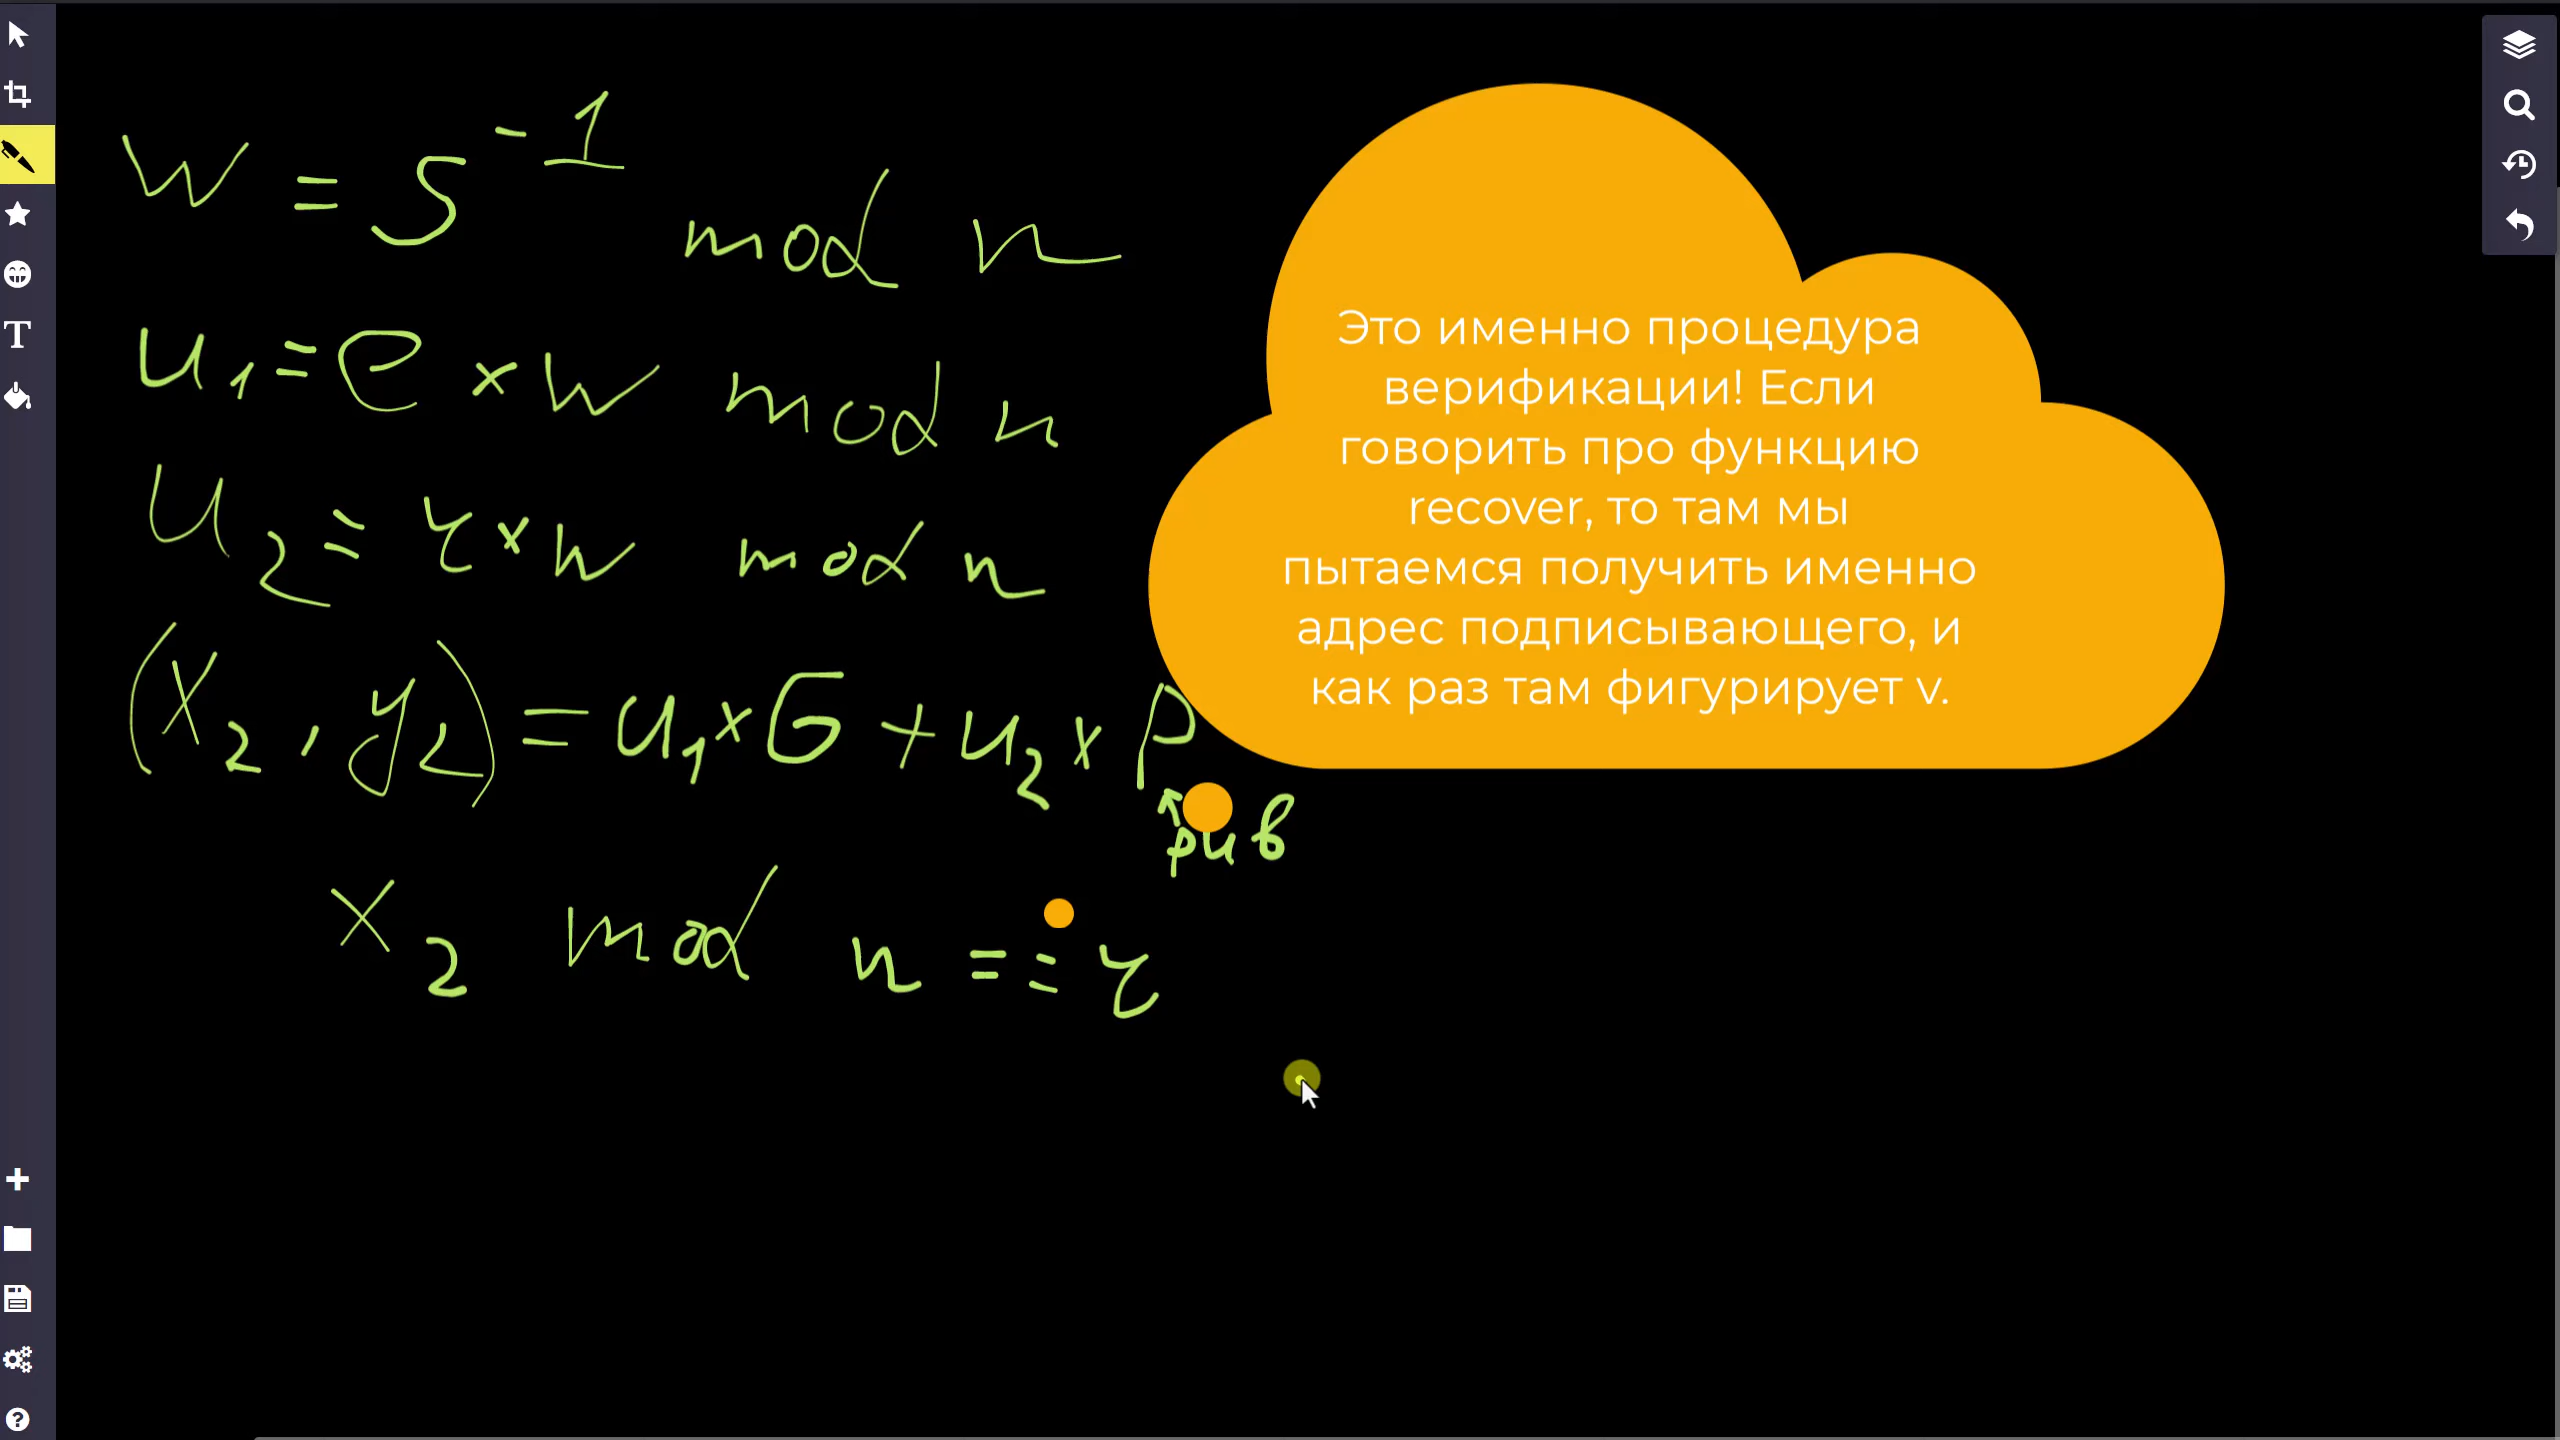 w = s⁻¹ mod n
u₁ = e × w mod n
u₂ = r × w mod n
(x₂, y₂) = u₁ × G + u₂ × P
x₂ mod n == r
Это именно процедура
верификации! Если
говорить про функцию
recover, то там мы
пытаемся получить именно
адрес подписывающего, и
как раз там фигурирует v.
T